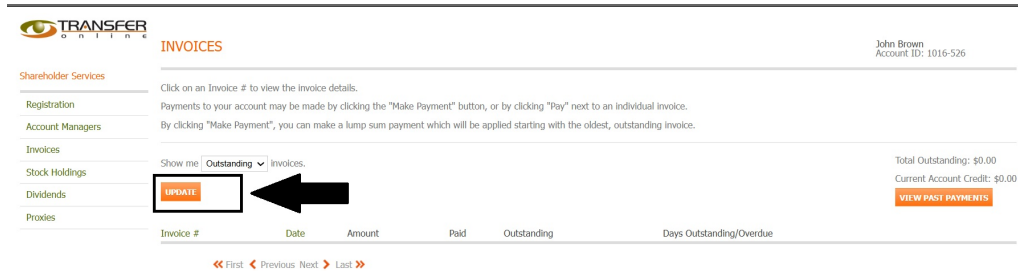 TRANSFER
online
INVOICES
John Brown
Account ID: 1016-526
Shareholder Services
Registration
Account Managers
Invoices
Stock Holdings
Dividends
Proxies
Click on an Invoice # to view the invoice details.
Payments to your account may be made by clicking the "Make Payment" button, or by clicking "Pay" next to an individual invoice.
By clicking "Make Payment", you can make a lump sum payment which will be applied starting with the oldest, outstanding invoice.
Show me Outstanding invoices.
UPDATE
Total Outstanding: $0.00
Current Account Credit: $0.00
VIEW PAST PAYMENTS
Invoice # Date Amount Paid Outstanding Days Outstanding/Overdue
First Previous Next Last